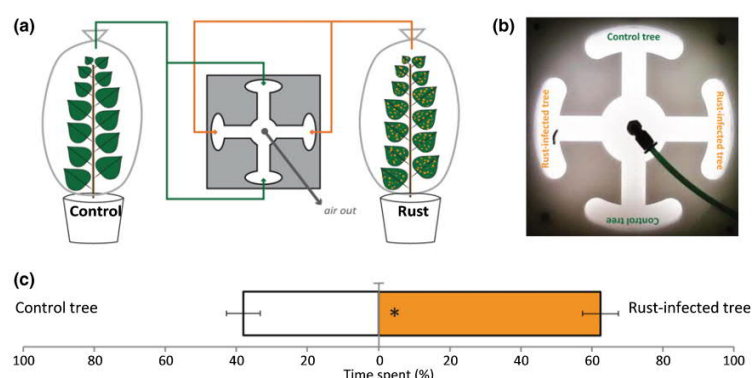 (a)
Control
air out
Rust
(b)
Control tree
Rust-infected tree
Rust-infected tree
Control tree
(c)
Control tree
*
Rust-infected tree
100 80 60 40 20 0 20 40 60 80 100
Time spent (%)